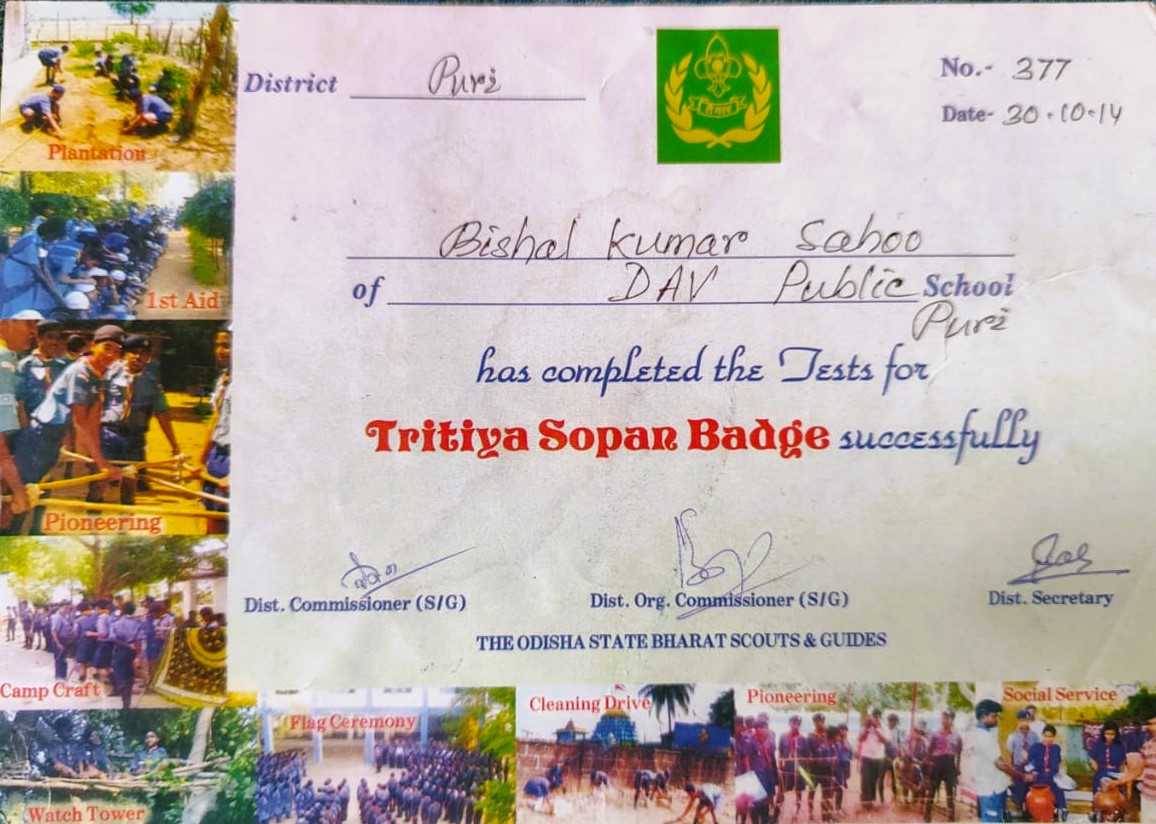 District Puri
No.- 377
Date- 30.10.14
तैयार
Bishal Kumar Sahoo
of DAV Public School
Puri
has completed the Tests for
Tritiya Sopan Badge successfully
Dist. Commissioner (S/G)
Dist. Org. Commissioner (S/G)
Dist. Secretary
THE ODISHA STATE BHARAT SCOUTS & GUIDES
Plantation
1st Aid
Pioneering
Camp Craft
Watch Tower
Flag Ceremony
Cleaning Drive
Pioneering
Social Service